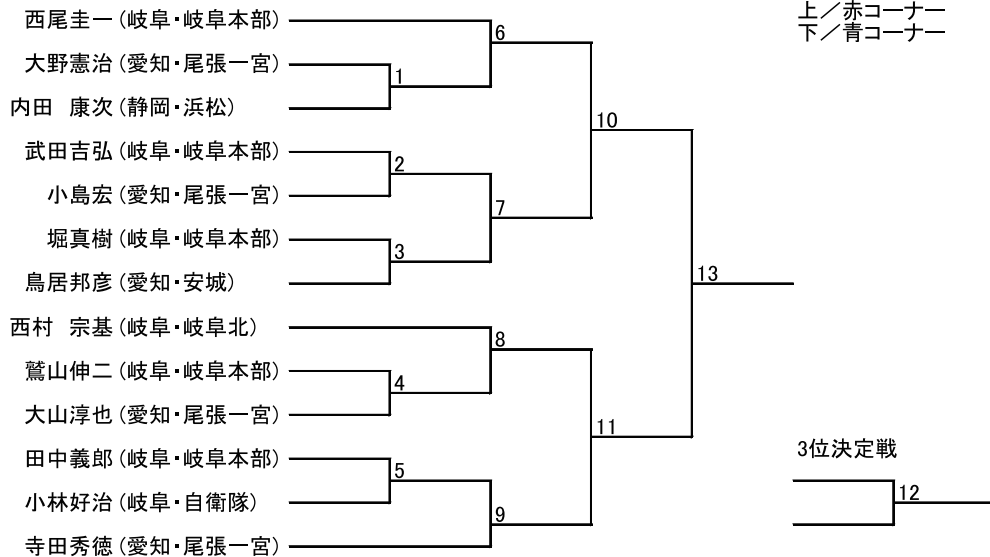 上／赤コーナー
下／青コーナー
西尾圭一（岐阜・岐阜本部）
6
大野憲治（愛知・尾張一宮）
1
内田　康次（静岡・浜松）
10
武田吉弘（岐阜・岐阜本部）
2
小島宏（愛知・尾張一宮）
7
堀真樹（岐阜・岐阜本部）
3
鳥居邦彦（愛知・安城）
13
西村　宗基（岐阜・岐阜北）
8
鷲山伸二（岐阜・岐阜本部）
4
大山淳也（愛知・尾張一宮）
11
田中義郎（岐阜・岐阜本部）
5
小林好治（岐阜・自衛隊）
9
寺田秀徳（愛知・尾張一宮）
3位決定戦
12